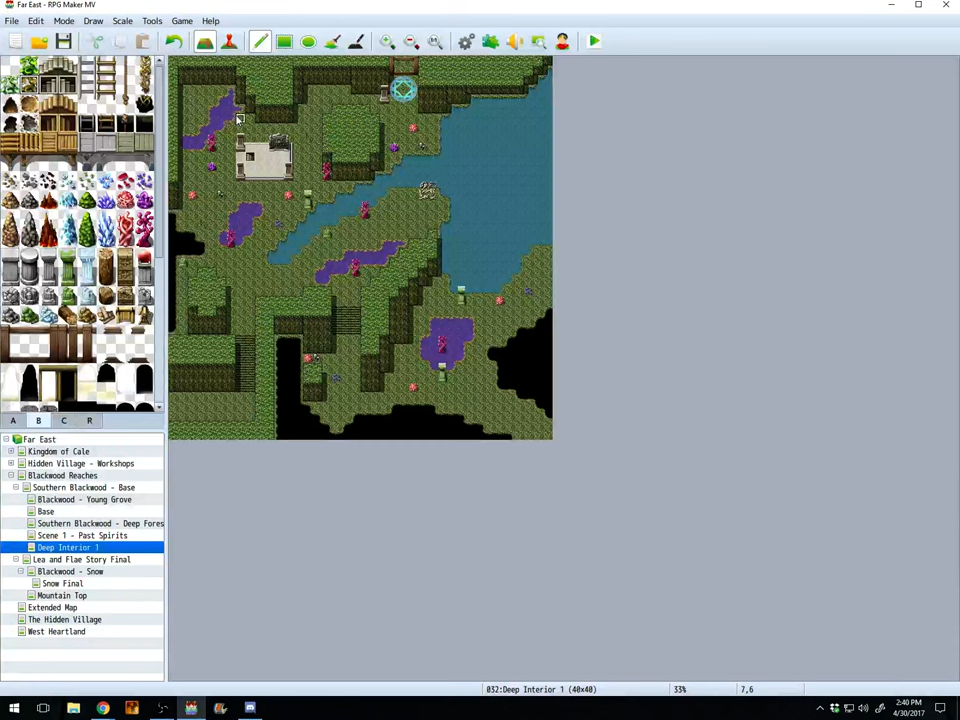 Far East - RPG Maker MV
File Edit Mode Draw Scale Tools Game Help
A B C R
Far East
Kingdom of Cale
Hidden Village - Workshops
Blackwood Reaches
Southern Blackwood - Base
Blackwood - Young Grove
Base
Southern Blackwood - Deep Fores
Scene 1 - Past Spirits
Deep Interior 1
Lea and Flae Story Final
Blackwood - Snow
Snow Final
Mountain Top
Extended Map
The Hidden Village
West Heartland
032:Deep Interior 1 (40x40) 33% 7,6
2:40 PM
4/30/2017